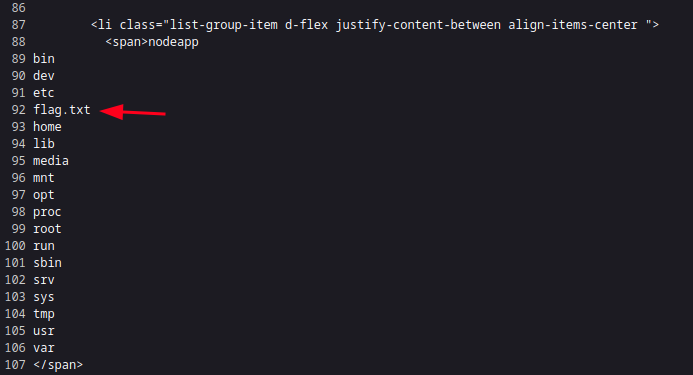 86
87 <li class="list-group-item d-flex justify-content-between align-items-center ">
88 <span>nodeapp
89 bin
90 dev
91 etc
92 flag.txt
93 home
94 lib
95 media
96 mnt
97 opt
98 proc
99 root
100 run
101 sbin
102 srv
103 sys
104 tmp
105 usr
106 var
107 </span>